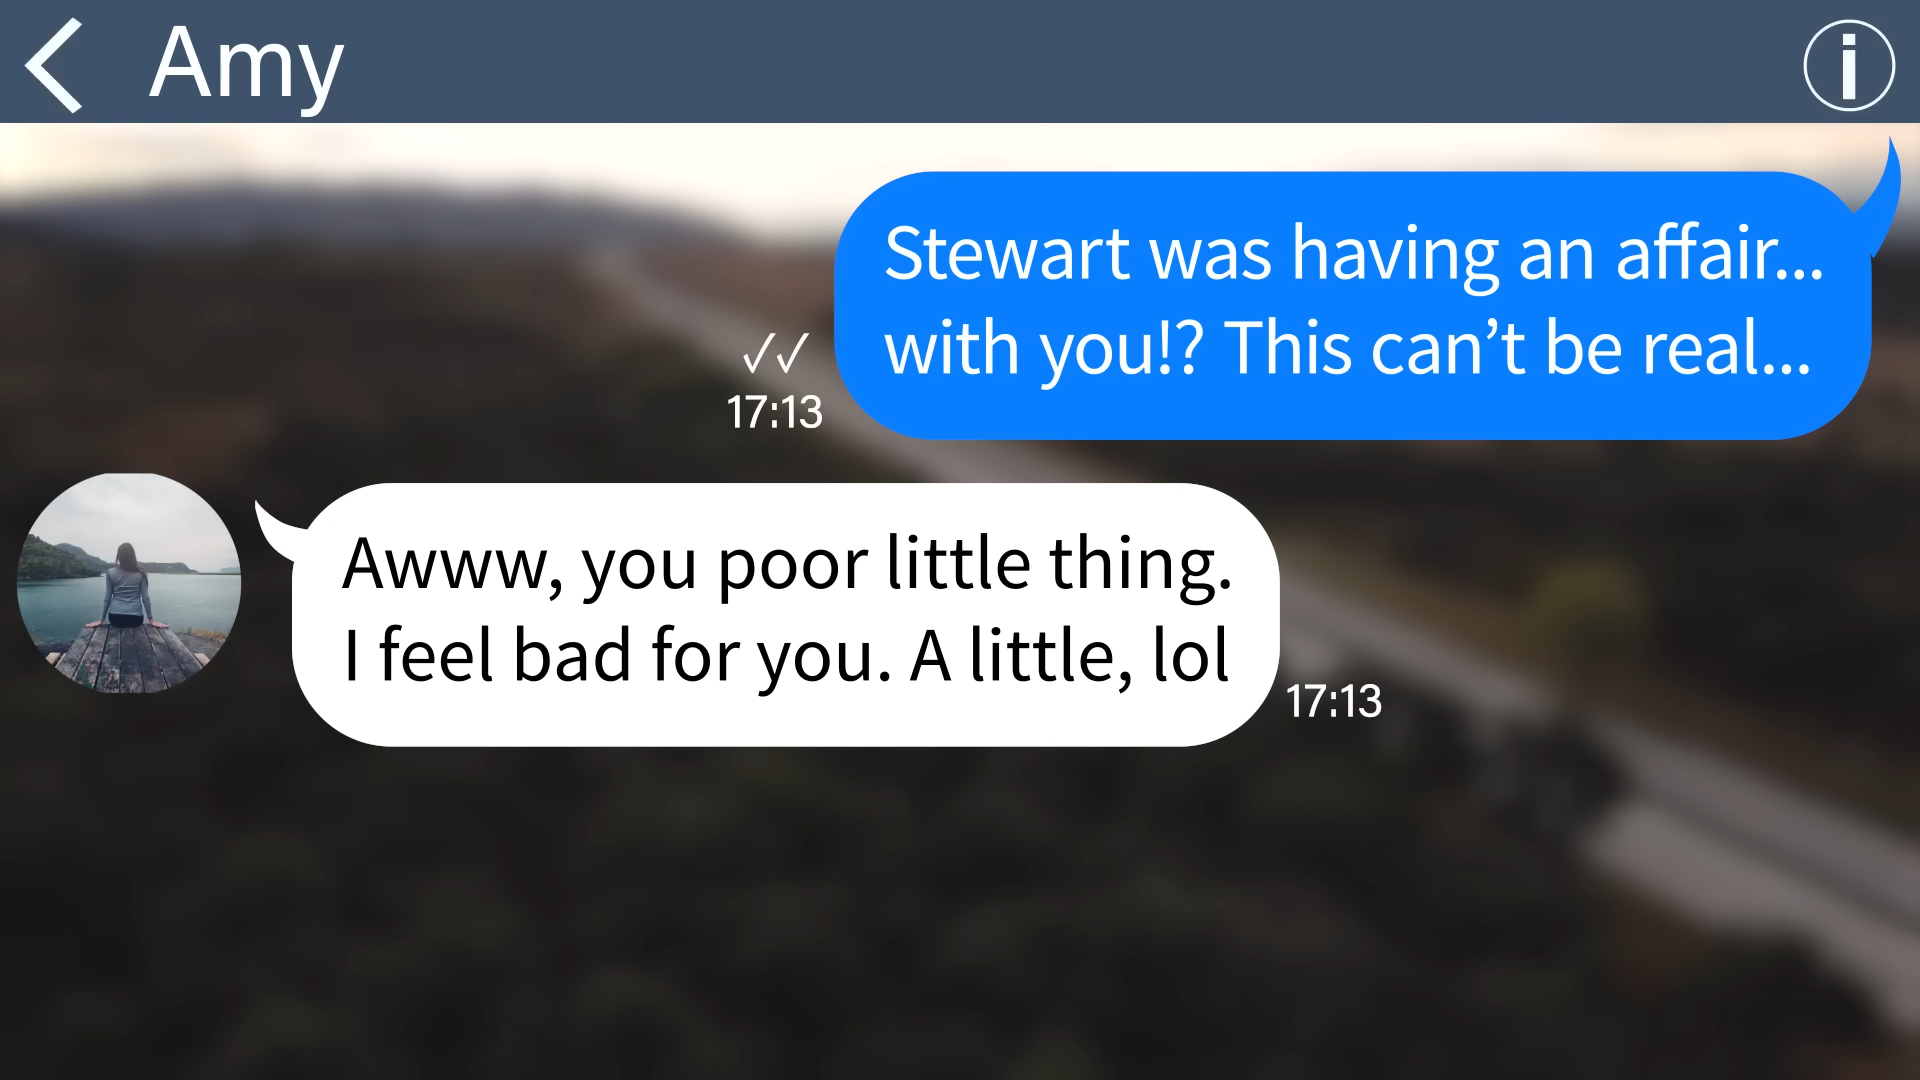 Amy
Stewart was having an affair...
with you!? This can’t be real...
17:13
Awww, you poor little thing.
I feel bad for you. A little, lol
17:13